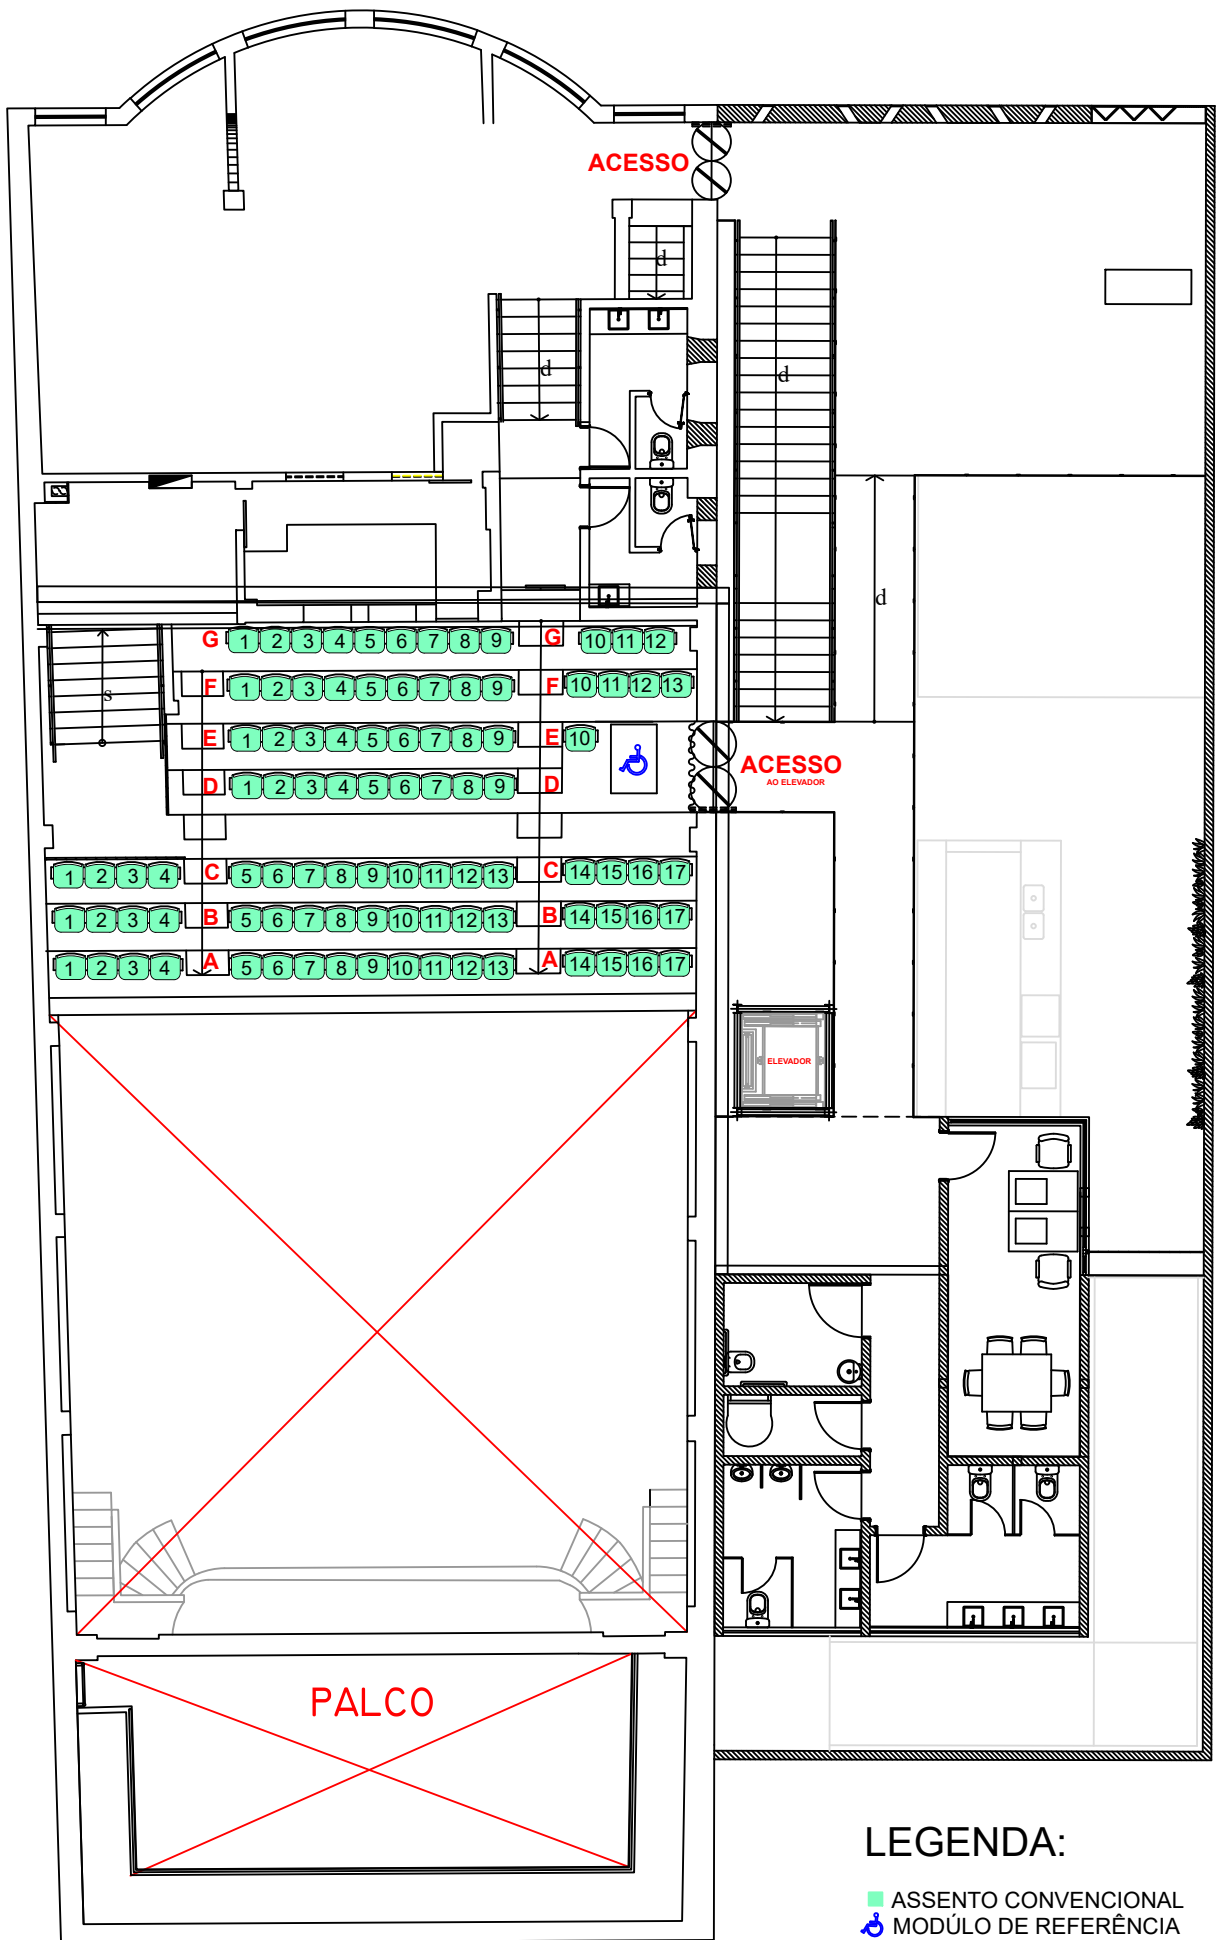 ACESSO
d
d
d
d
s
G 1 2 3 4 5 6 7 8 9 G 10 11 12
F 1 2 3 4 5 6 7 8 9 F 10 11 12 13
E 1 2 3 4 5 6 7 8 9 E 10
D 1 2 3 4 5 6 7 8 9 D
ACESSO
AO ELEVADOR
1 2 3 4 C 5 6 7 8 9 10 11 12 13 C 14 15 16 17
1 2 3 4 B 5 6 7 8 9 10 11 12 13 B 14 15 16 17
1 2 3 4 A 5 6 7 8 9 10 11 12 13 A 14 15 16 17
ELEVADOR
PALCO
LEGENDA:
ASSENTO CONVENCIONAL
MODÚLO DE REFERÊNCIA